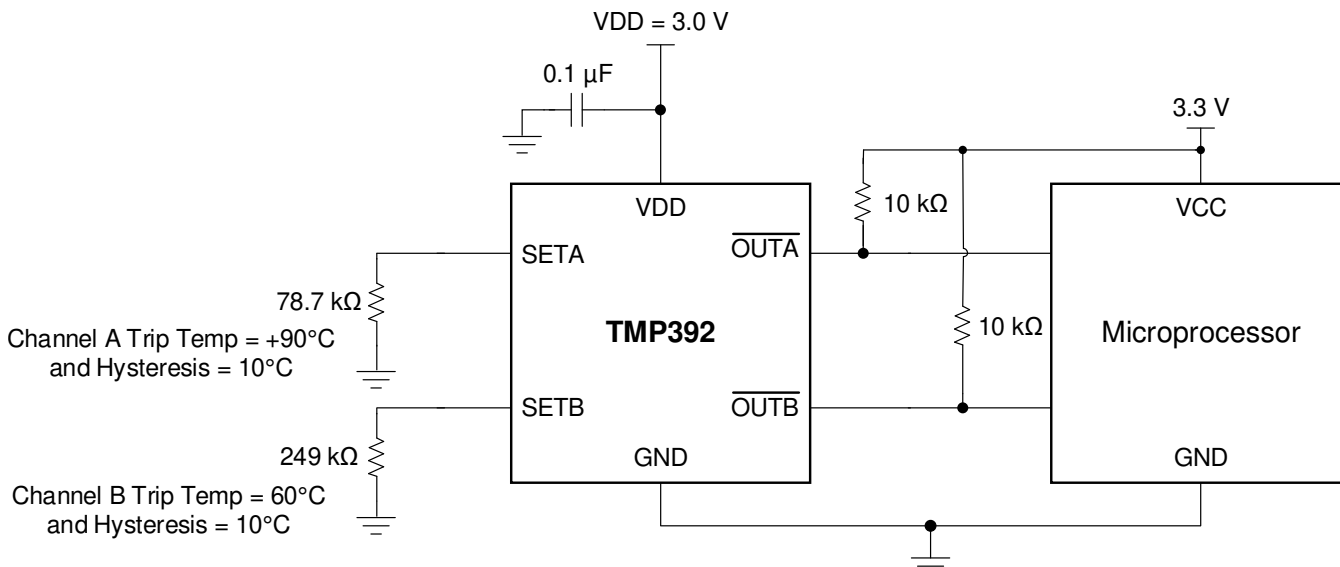 VDD = 3.0 V
0.1 µF
3.3 V
VDD
10 kΩ
VCC
SETA
OUTA
78.7 kΩ
Channel A Trip Temp = +90°C
and Hysteresis = 10°C
TMP392
10 kΩ
Microprocessor
SETB
OUTB
249 kΩ
GND
GND
Channel B Trip Temp = 60°C
and Hysteresis = 10°C